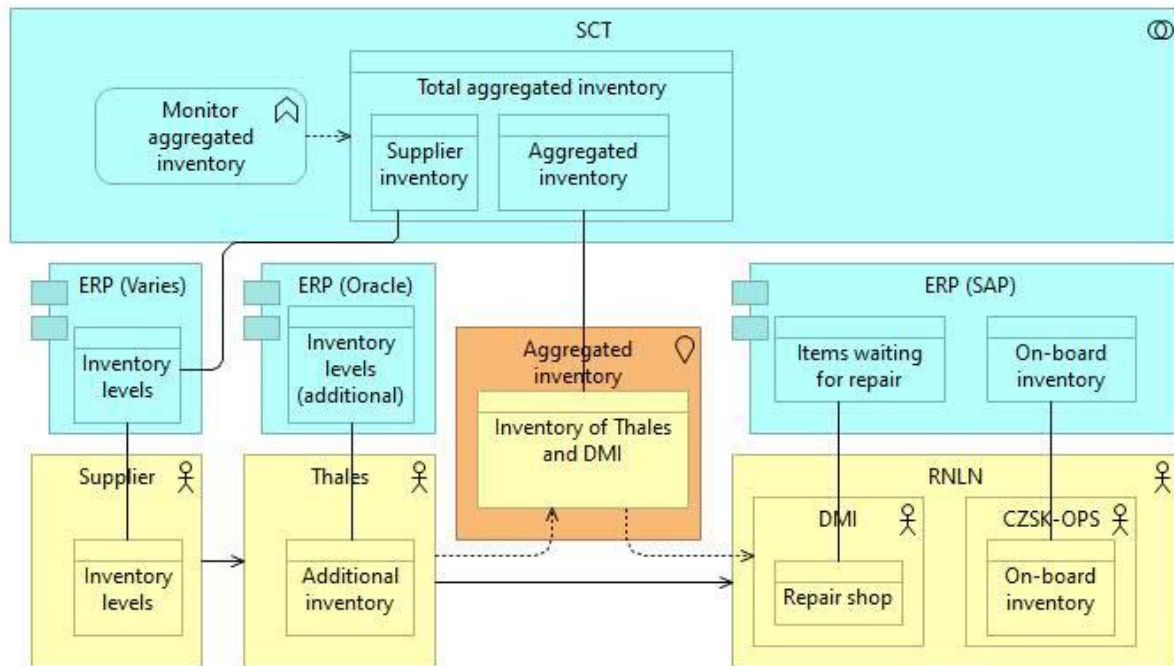 SCT
Total aggregated inventory
Monitor
aggregated
inventory
Supplier
inventory
Aggregated
inventory
ERP (Varies)
Inventory
levels
ERP (Oracle)
Inventory
levels
(additional)
Aggregated
inventory
Inventory of Thales
and DMI
ERP (SAP)
Items waiting
for repair
On-board
inventory
Supplier
Inventory
levels
Thales
Additional
inventory
RNLN
DMI
Repair shop
CZSK-OPS
On-board
inventory